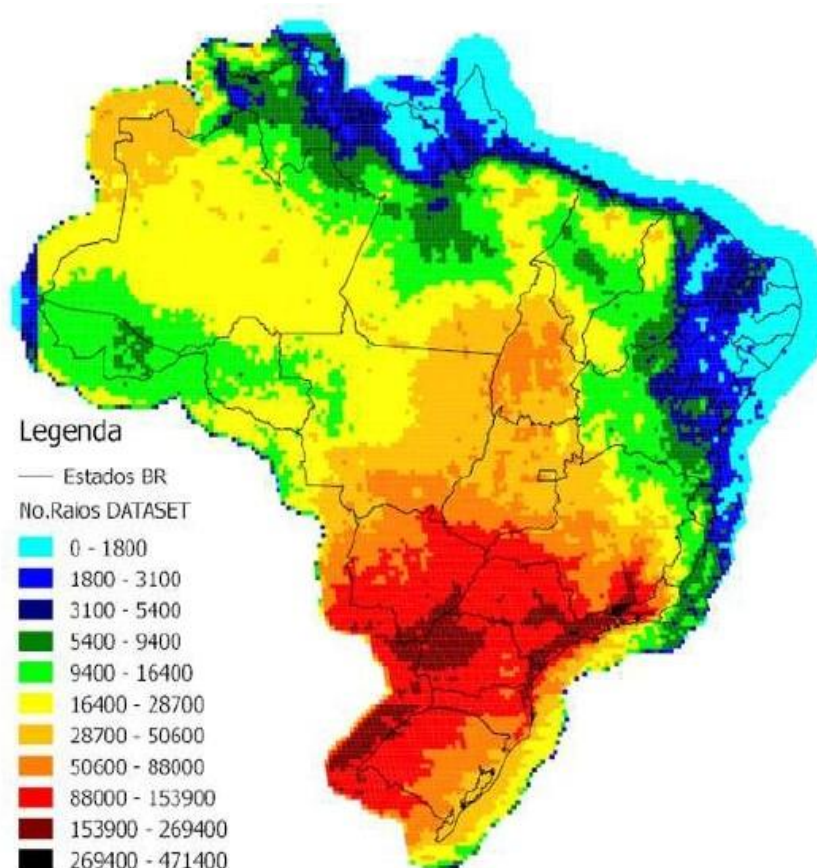 Legenda
Estados BR
No.Raios DATASET
0 - 1800
1800 - 3100
3100 - 5400
5400 - 9400
9400 - 16400
16400 - 28700
28700 - 50600
50600 - 88000
88000 - 153900
153900 - 269400
269400 - 471400